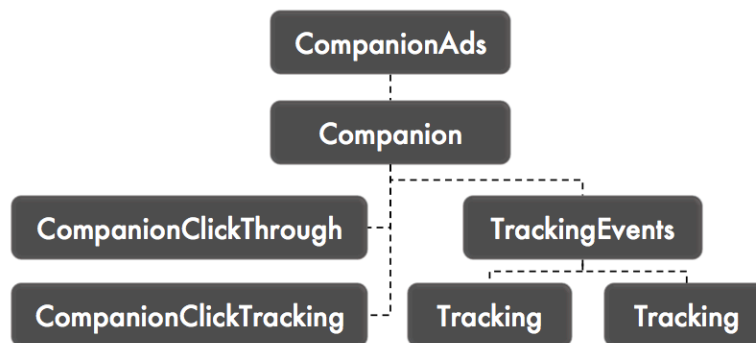 CompanionAds
Companion
CompanionClickThrough
TrackingEvents
CompanionClickTracking
Tracking
Tracking